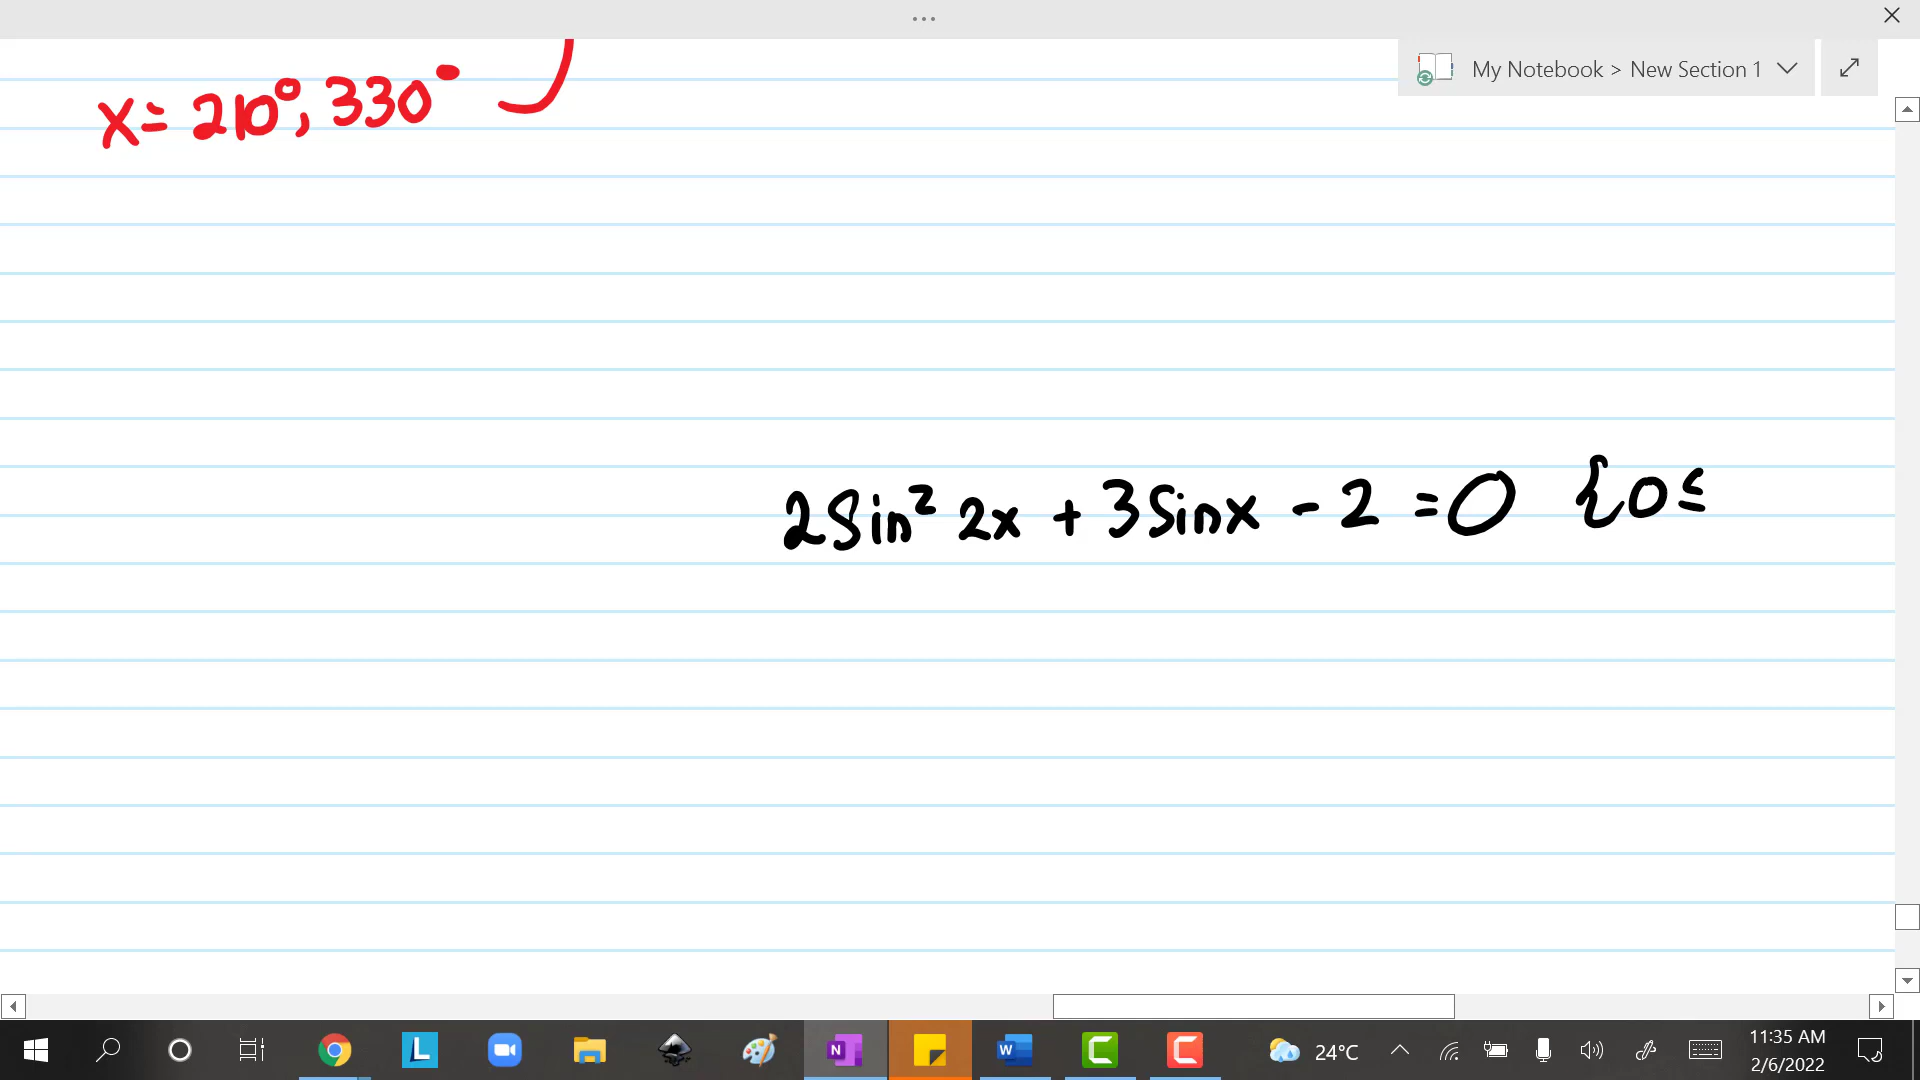 My Notebook > New Section 1
x= 210°, 330°
2Sin² 2x + 3Sinx - 2 = 0 {0≤
24°C
11:35 AM
2/6/2022